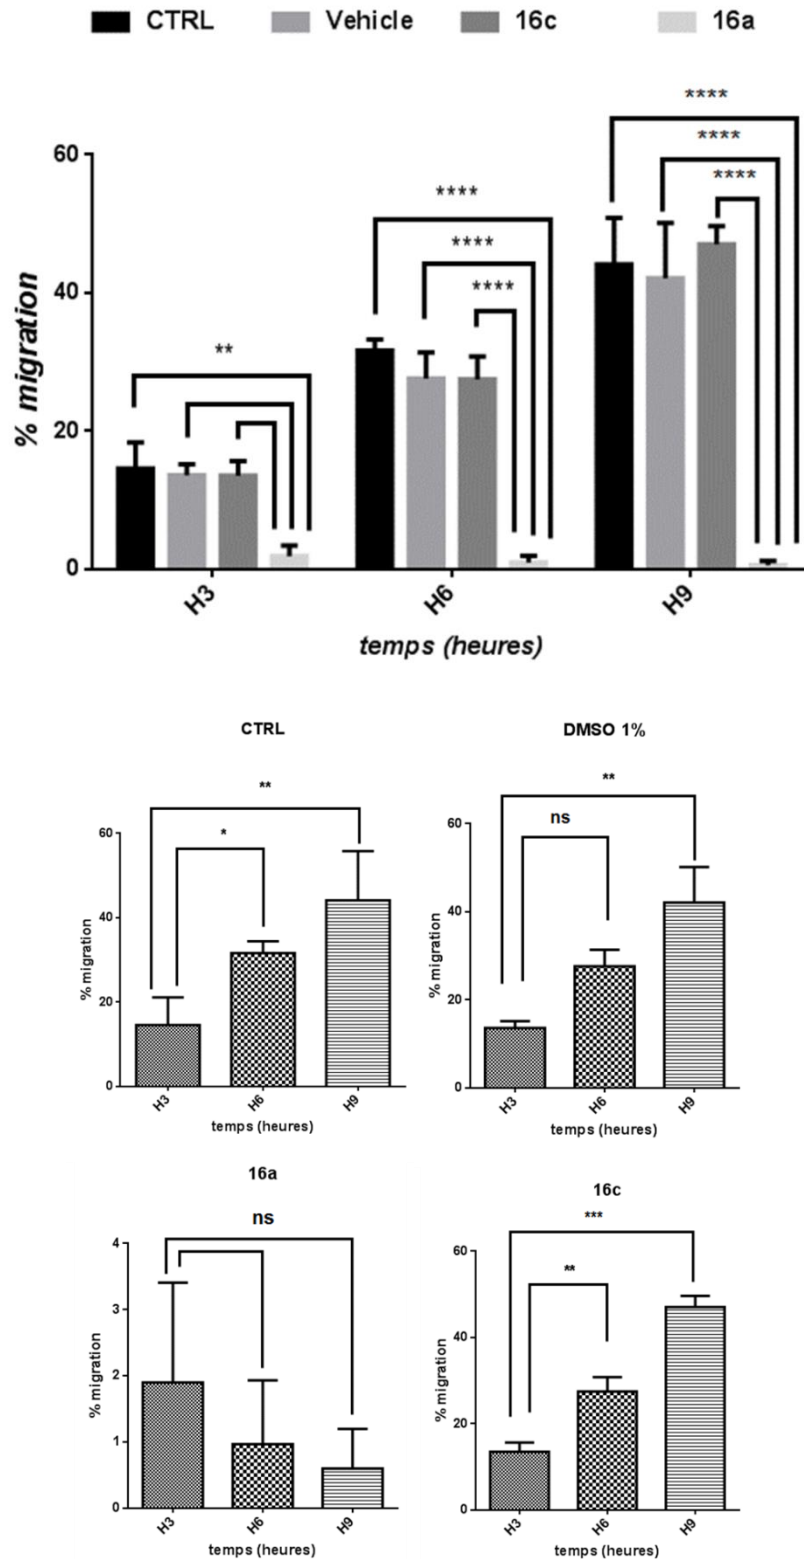 CTRL Vehicle 16c 16a
****
****
****
****
****
****
**
60
40
20
0
% migration
H3 H6 H9
temps (heures)
CTRL
**
*
60
40
20
0
% migration
H3 H6 H9
temps (heures)
DMSO 1%
**
ns
60
40
20
0
% migration
H3 H6 H9
temps (heures)
16a
ns
4
3
2
1
0
% migration
H3 H6 H9
temps (heures)
16c
***
**
60
40
20
0
% migration
H3 H6 H9
temps (heures)